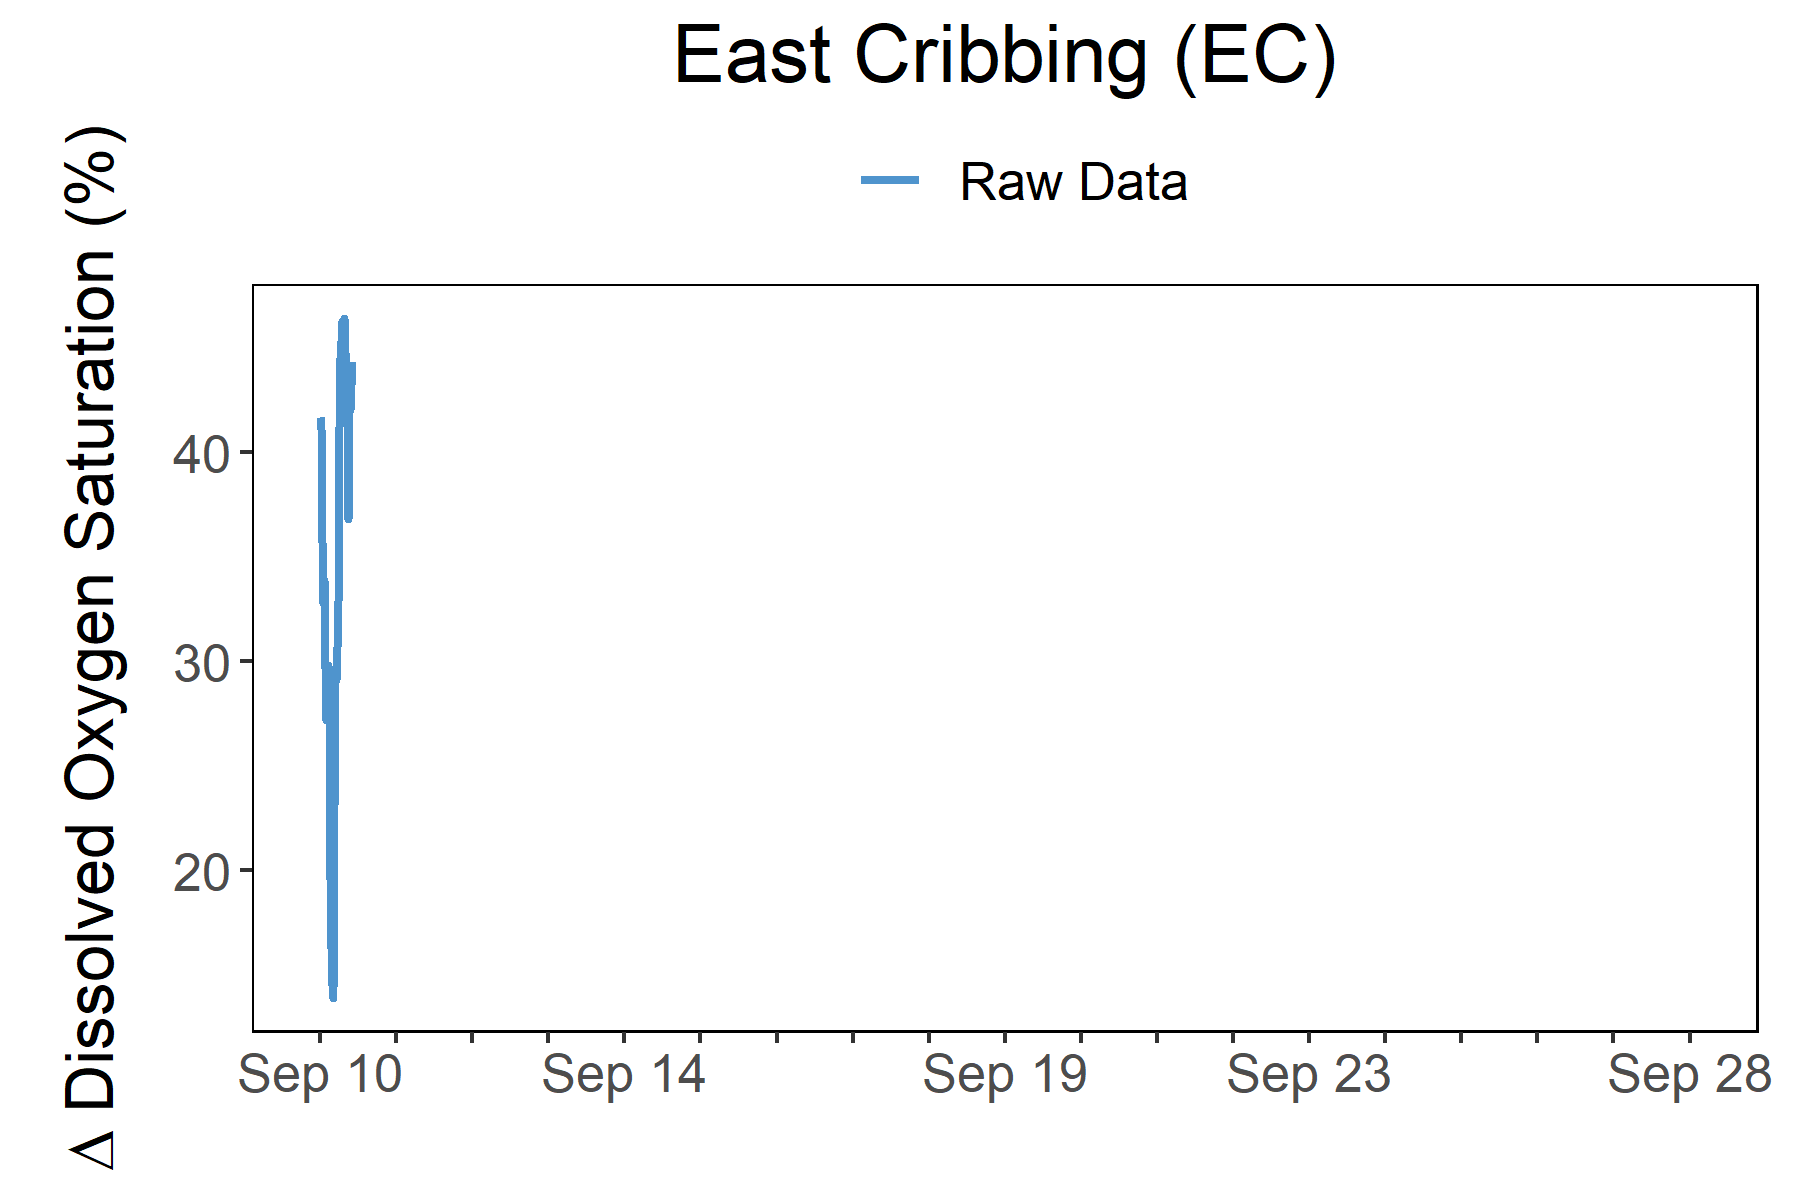 East Cribbing (EC)
Raw Data
Δ Dissolved Oxygen Saturation (%)
40
30
20
Sep 10
Sep 14
Sep 19
Sep 23
Sep 28